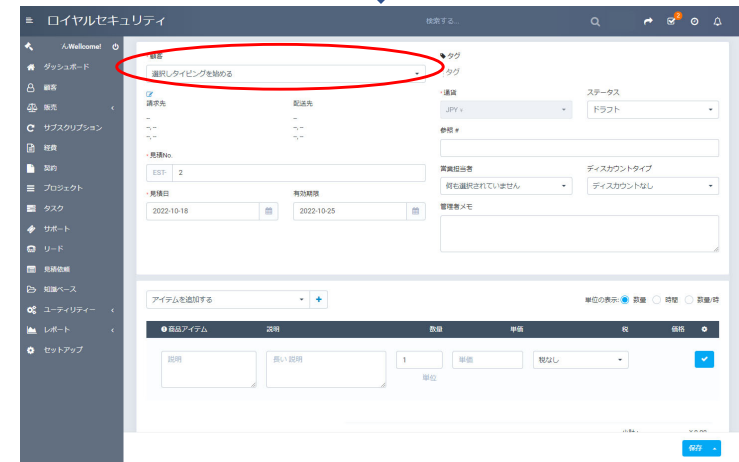 ロイヤルセキュリティ
検索する...
Wellcome!
ダッシュボード
顧客
販売
サブスクリプション
経費
契約
プロジェクト
タスク
サポート
リード
見積依頼
知識ベース
ユーティリティー
レポート
セットアップ
顧客
選択しタイピングを始める
請求先
配送先
--
--
--, --
--, --
--, --
--, --
*見積No.
EST-
2
*見積日
有効期限
2022-10-18
2022-10-25
タグ
タグ
*通貨
ステータス
JPY ¥
ドラフト
参照 #
営業担当者
ディスカウントタイプ
何も選択されていません
ディスカウントなし
管理者メモ
アイテムを追加する
+
単位の表示:
数量
時間
数量/時
商品アイテム
説明
数量
単価
税
価格
説明
長い説明
1
単価
税なし
単位
保存